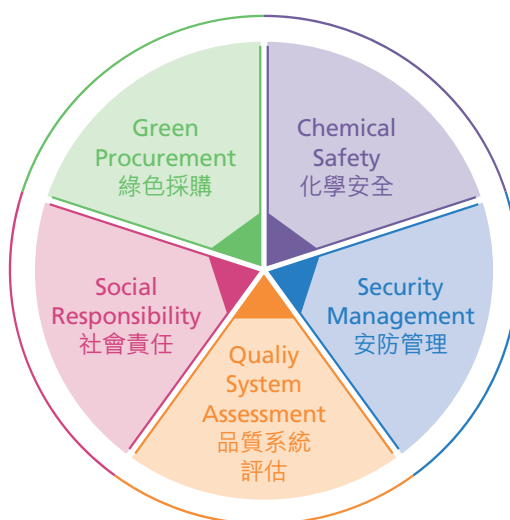 Green
Procurement
綠色採購
Chemical
Safety
化學安全
Social
Responsibility
社會責任
Security
Management
安防管理
Qualiy
System
Assessment
品質系統
評估